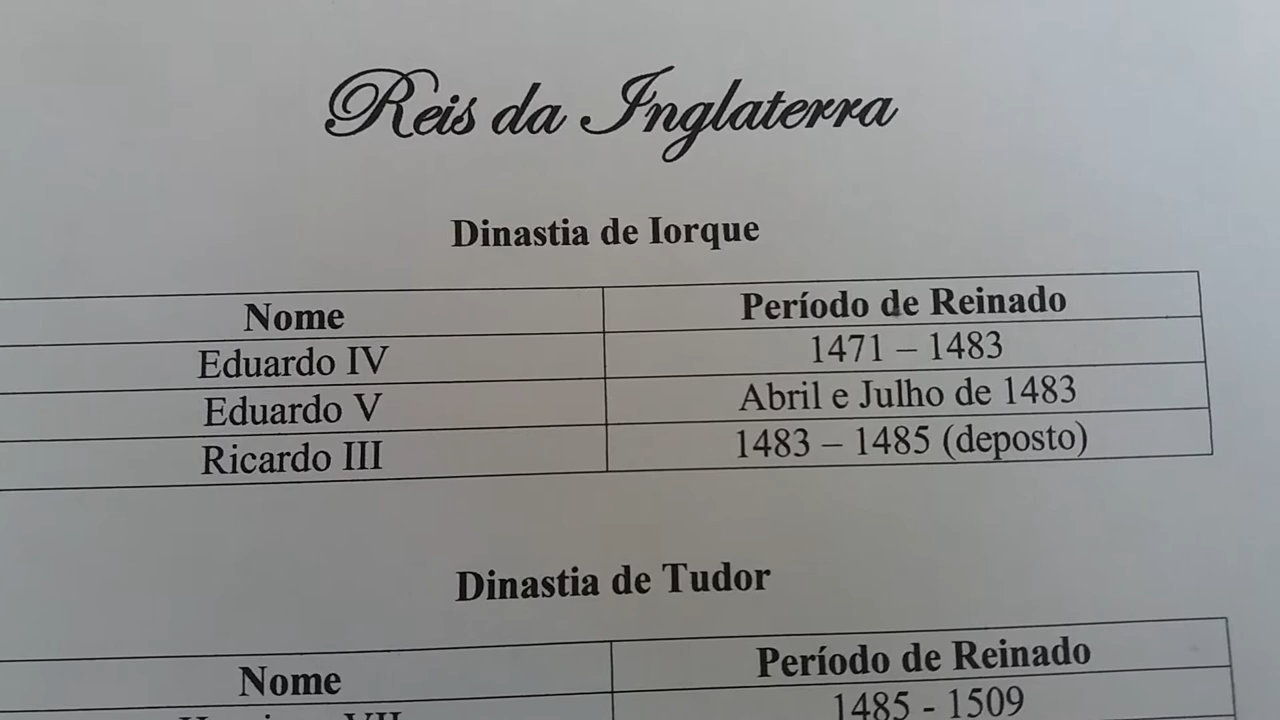 Reis da Inglaterra
Dinastia de Iorque
Nome Período de Reinado
Eduardo IV 1471 – 1483
Eduardo V Abril e Julho de 1483
Ricardo III 1483 – 1485 (deposto)
Dinastia de Tudor
Nome Período de Reinado
VII 1485 - 1509